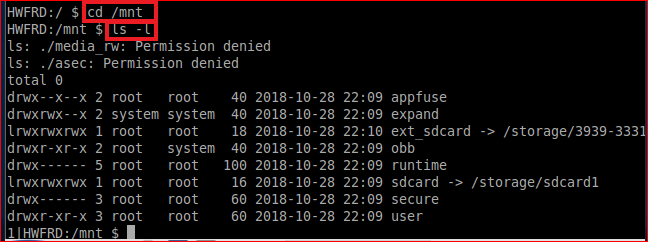 HWFRD:/ $ cd /mnt
HWFRD:/mnt $ ls -l
ls: ./media_rw: Permission denied
ls: ./asec: Permission denied
total 0
drwx--x--x 2 root   root    40 2018-10-28 22:09 appfuse
drwxrwx--x 2 system system  40 2018-10-28 22:09 expand
lrwxrwxrwx 1 root   root    18 2018-10-28 22:10 ext_sdcard -> /storage/3939-3331
drwxr-xr-x 2 root   system  40 2018-10-28 22:09 obb
drwx------ 5 root   root   100 2018-10-28 22:09 runtime
lrwxrwxrwx 1 root   root    16 2018-10-28 22:09 sdcard -> /storage/sdcard1
drwx------ 3 root   root    60 2018-10-28 22:09 secure
drwxr-xr-x 3 root   root    60 2018-10-28 22:09 user
1|HWFRD:/mnt $